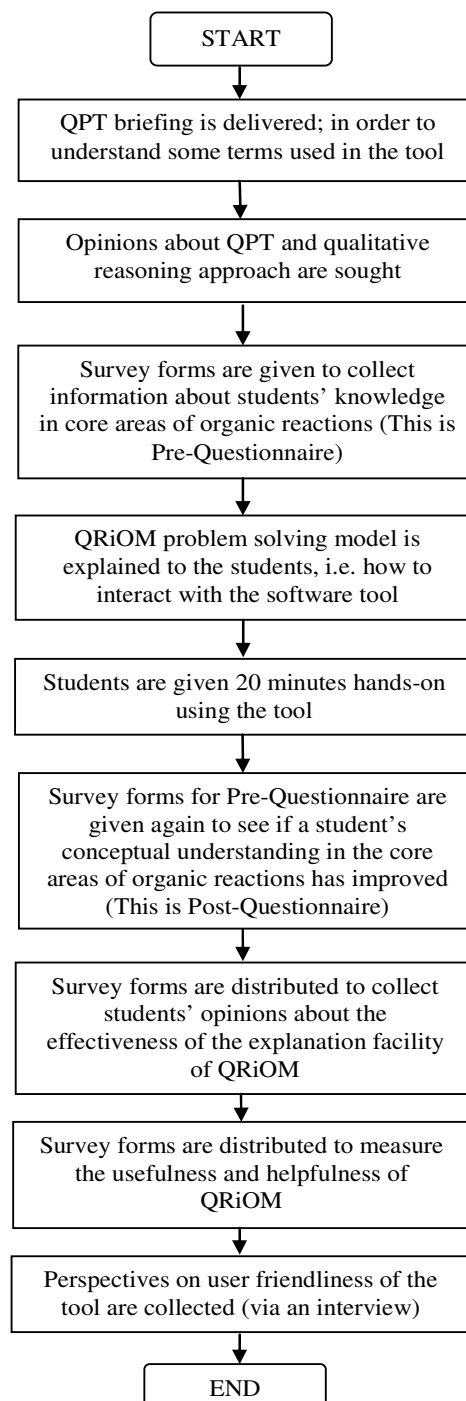 START
QPT briefing is delivered; in order to
understand some terms used in the tool
Opinions about QPT and qualitative
reasoning approach are sought
Survey forms are given to collect
information about students’ knowledge
in core areas of organic reactions (This is
Pre-Questionnaire)
QRiOM problem solving model is
explained to the students, i.e. how to
interact with the software tool
Students are given 20 minutes hands-on
using the tool
Survey forms for Pre-Questionnaire are
given again to see if a student’s
conceptual understanding in the core
areas of organic reactions has improved
(This is Post-Questionnaire)
Survey forms are distributed to collect
students’ opinions about the
effectiveness of the explanation facility
of QRiOM
Survey forms are distributed to measure
the usefulness and helpfulness of
QRiOM
Perspectives on user friendliness of the
tool are collected (via an interview)
END